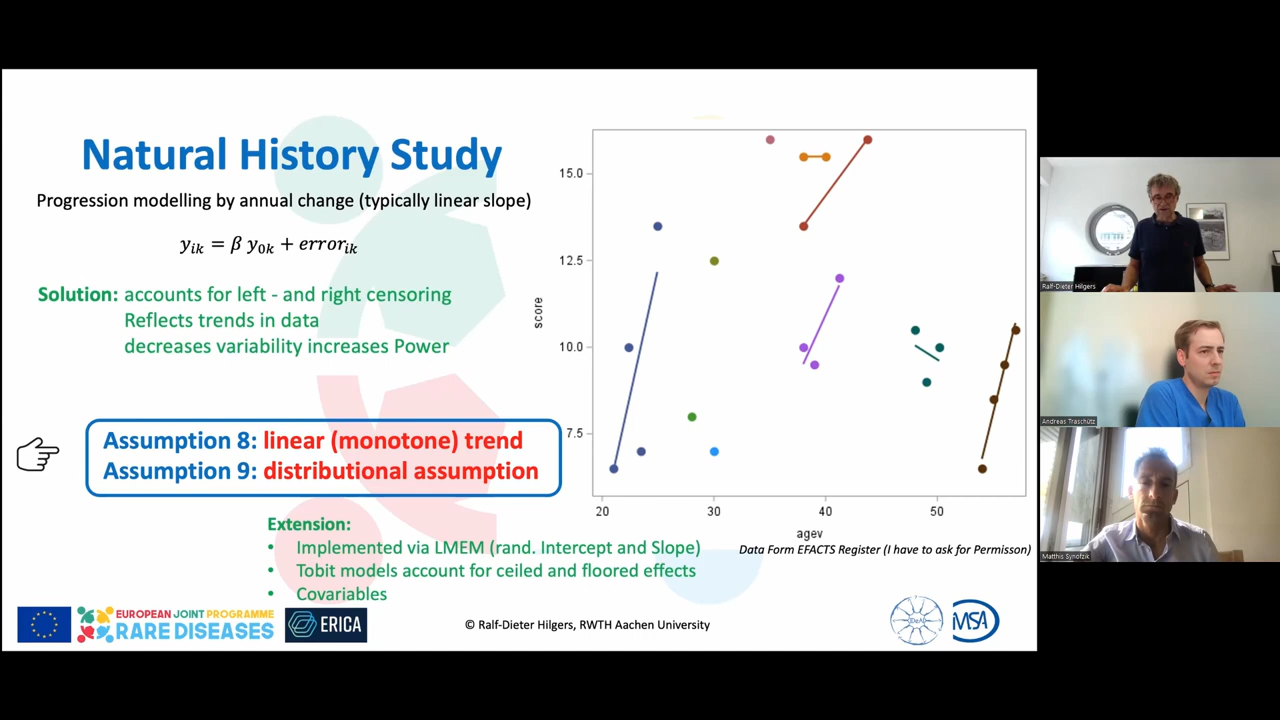 Natural History Study
Progression modelling by annual change (typically linear slope)
y_ik = β y_0k + error_ik
Solution: accounts for left - and right censoring
Reflects trends in data
decreases variability increases Power
Assumption 8: linear (monotone) trend
Assumption 9: distributional assumption
Extension:
• Implemented via LMEM (rand. Intercept and Slope)
• Tobit models account for ceiled and floored effects
• Covariables
score
15.0
12.5
10.0
7.5
20 30 40 50
agev
Data Form EFACTS Register (I have to ask for Permisson)
EUROPEAN JOINT PROGRAMME
RARE DISEASES
ERICA
© Ralf-Dieter Hilgers, RWTH Aachen University
IDeAl
iMSA
Ralf-Dieter Hilgers
Andreas Traschütz
Matthis Synofzik